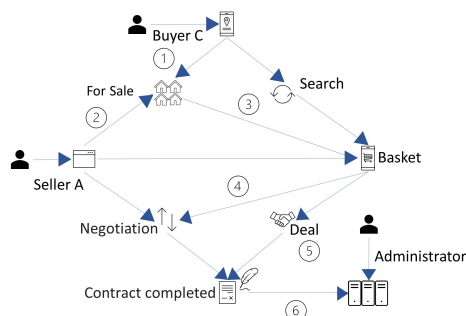 Buyer C
1
For Sale
Search
3
2
Basket
Seller A
4
Negotiation
Deal
5
Administrator
Contract completed
6